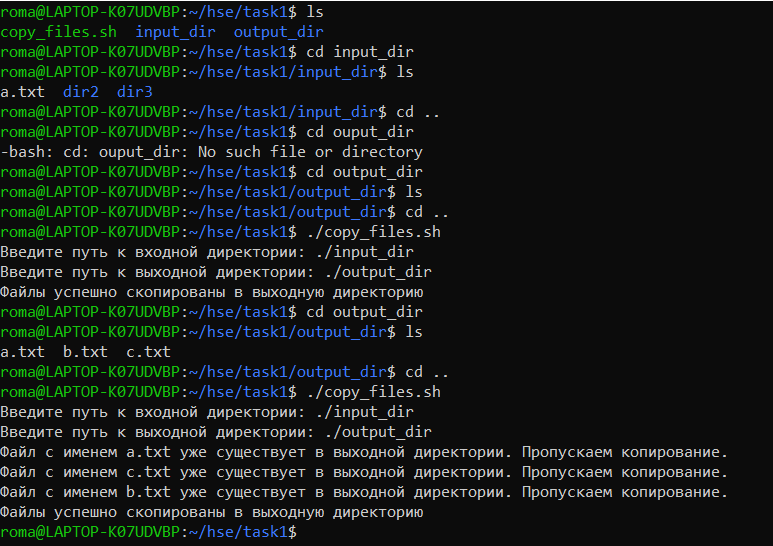 roma@LAPTOP-K07UDVBP:~/hse/task1$ ls
copy_files.sh  input_dir  output_dir
roma@LAPTOP-K07UDVBP:~/hse/task1$ cd input_dir
roma@LAPTOP-K07UDVBP:~/hse/task1/input_dir$ ls
a.txt  dir2  dir3
roma@LAPTOP-K07UDVBP:~/hse/task1/input_dir$ cd ..
roma@LAPTOP-K07UDVBP:~/hse/task1$ cd ouput_dir
-bash: cd: ouput_dir: No such file or directory
roma@LAPTOP-K07UDVBP:~/hse/task1$ cd output_dir
roma@LAPTOP-K07UDVBP:~/hse/task1/output_dir$ ls
roma@LAPTOP-K07UDVBP:~/hse/task1/output_dir$ cd ..
roma@LAPTOP-K07UDVBP:~/hse/task1$ ./copy_files.sh
Введите путь к входной директории: ./input_dir
Введите путь к выходной директории: ./output_dir
Файлы успешно скопированы в выходную директорию
roma@LAPTOP-K07UDVBP:~/hse/task1$ cd output_dir
roma@LAPTOP-K07UDVBP:~/hse/task1/output_dir$ ls
a.txt  b.txt  c.txt
roma@LAPTOP-K07UDVBP:~/hse/task1/output_dir$ cd ..
roma@LAPTOP-K07UDVBP:~/hse/task1$ ./copy_files.sh
Введите путь к входной директории: ./input_dir
Введите путь к выходной директории: ./output_dir
Файл с именем a.txt уже существует в выходной директории. Пропускаем копирование.
Файл с именем c.txt уже существует в выходной директории. Пропускаем копирование.
Файл с именем b.txt уже существует в выходной директории. Пропускаем копирование.
Файлы успешно скопированы в выходную директорию
roma@LAPTOP-K07UDVBP:~/hse/task1$